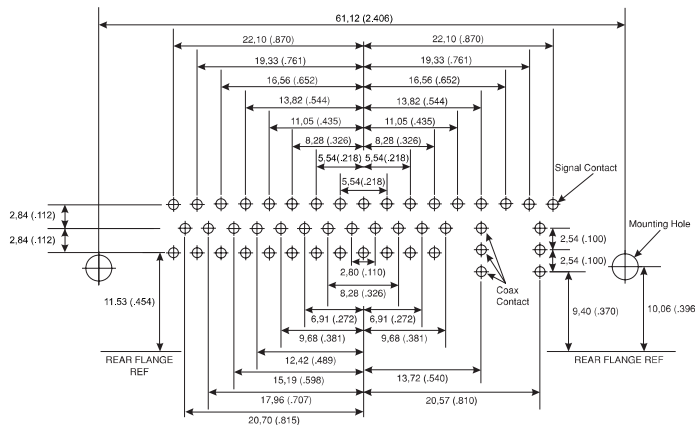 61,12 (2.406)
22,10 (.870) 22,10 (.870)
19,33 (.761) 19,33 (.761)
16,56 (.652) 16,56 (.652)
13,82 (.544) 13,82 (.544)
11,05 (.435) 11,05 (.435)
8,28 (.326) 8,28 (.326)
5,54(.218) 5,54(.218)
5,54(.218)
Signal Contact
2,84 (.112)
2,84 (.112)
Mounting Hole
2,54 (.100)
2,54 (.100)
2,80 (.110)
Coax
Contact
11.53 (.454)
8,28 (.326)
9,40 (.370)
10,06 (.396
6,91 (.272) 6,91 (.272)
9,68 (.381) 9,68 (.381)
REAR FLANGE
REF
REAR FLANGE REF
12,42 (.489)
15,19 (.598)
13,72 (.540)
17,96 (.707)
20,57 (.810)
20,70 (.815)